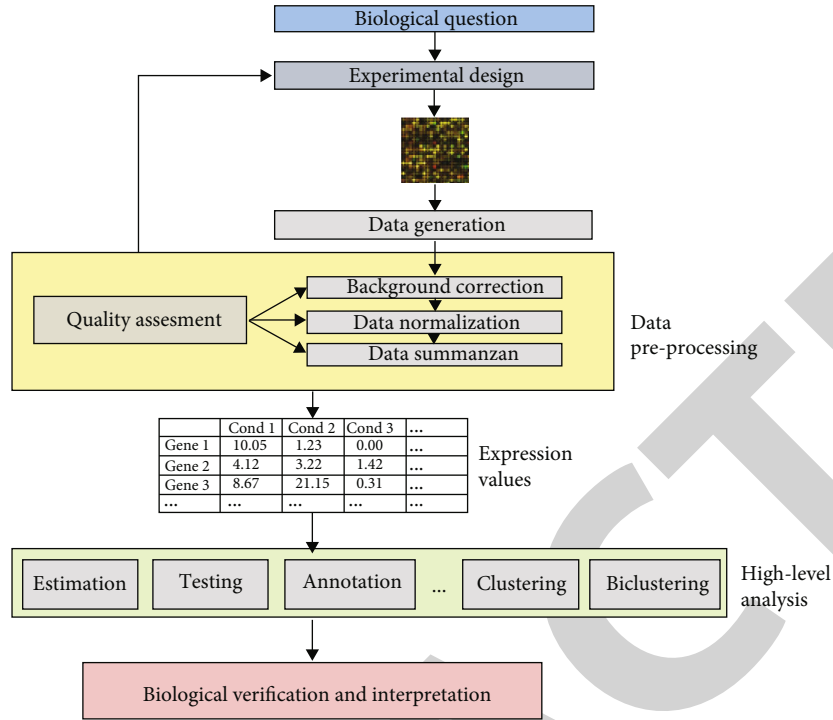 Biological question
Experimental design
Data generation
Background correction
Quality assesment
Data normalization
Data summanzan
Data
pre-processing
Cond 1 Cond 2 Cond 3 ...
Gene 1 10.05 1.23 0.00 ...
Gene 2 4.12 3.22 1.42 ...
Gene 3 8.67 21.15 0.31 ...
... ... ... ... ...
Expression
values
Estimation Testing Annotation ... Clustering Biclustering
High-level
analysis
Biological verification and interpretation